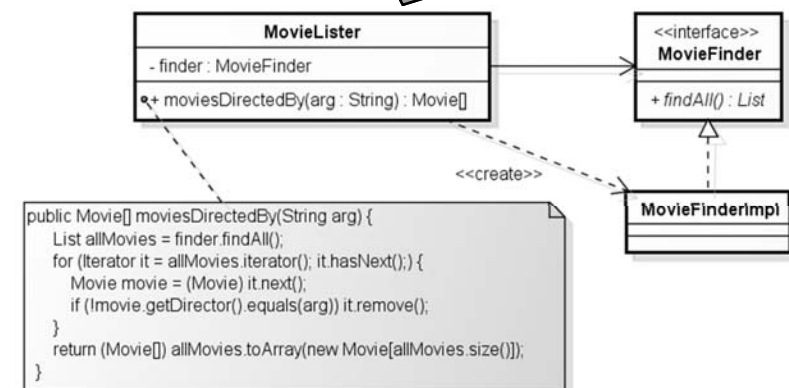 MovieLister
- finder : MovieFinder
+ moviesDirectedBy(arg : String) : Movie[]
<<interface>>
MovieFinder
+ findAll() : List
<<create>>
MovieFinderImpl
public Movie[] moviesDirectedBy(String arg) {
List allMovies = finder.findAll();
for (Iterator it = allMovies.iterator(); it.hasNext();) {
Movie movie = (Movie) it.next();
if (!movie.getDirector().equals(arg)) it.remove();
}
return (Movie[]) allMovies.toArray(new Movie[allMovies.size()]);
}